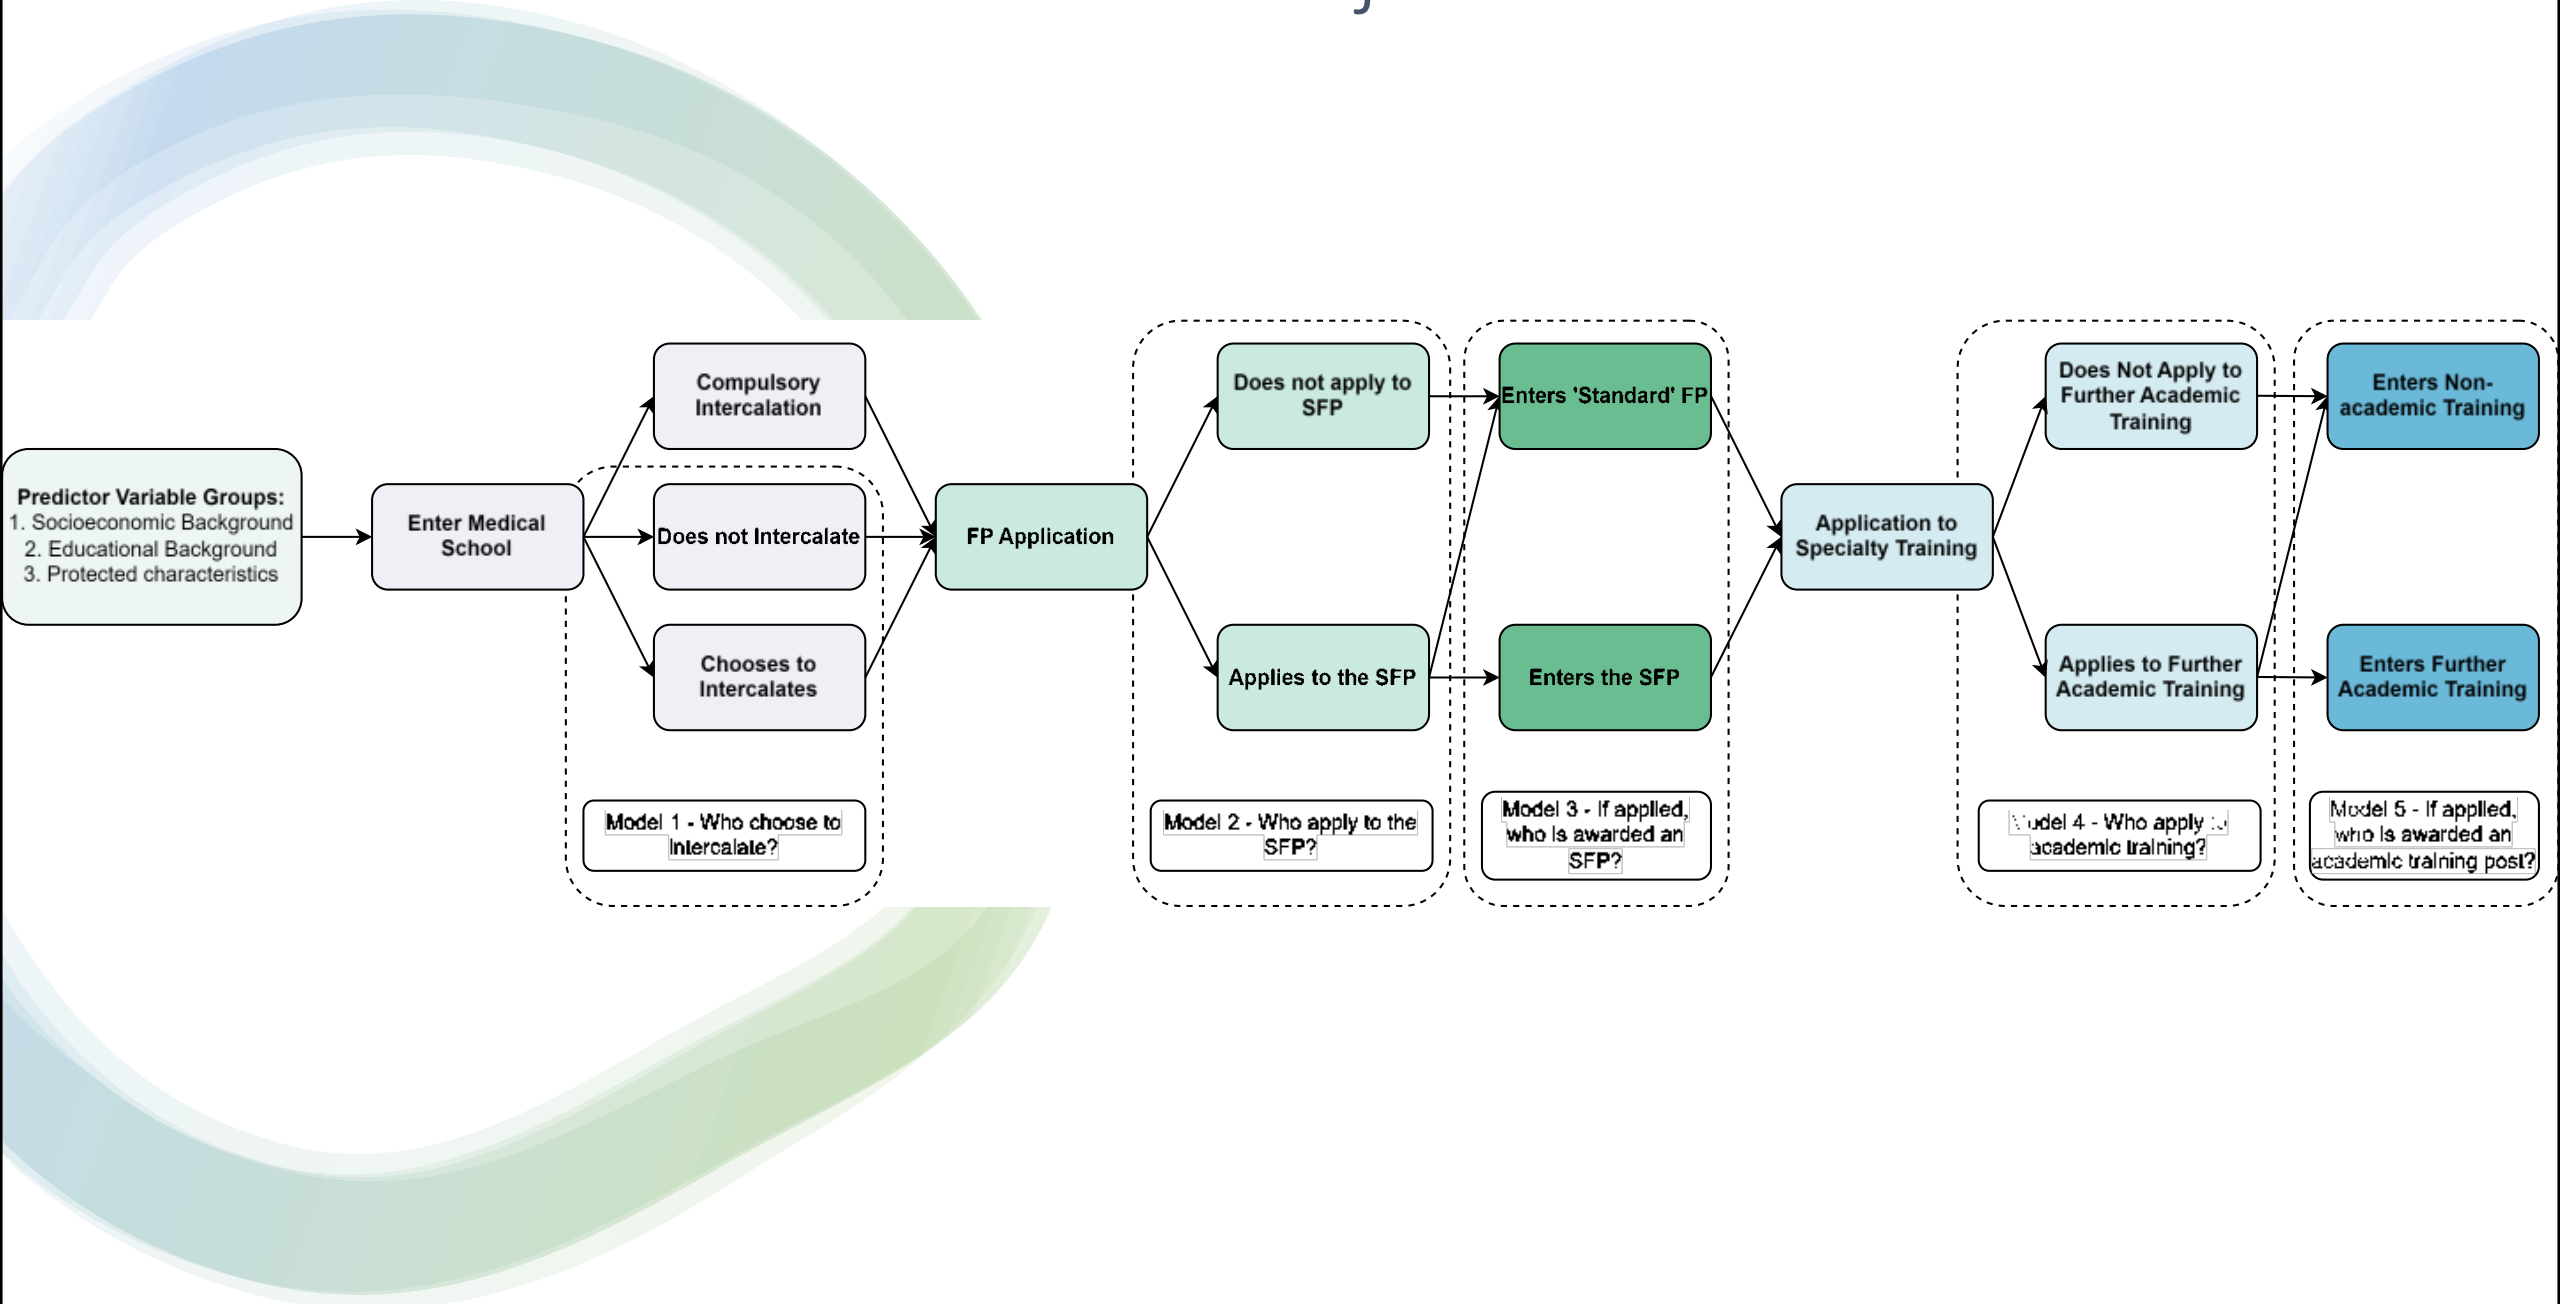 Predictor Variable Groups:
1. Socioeconomic Background
2. Educational Background
3. Protected characteristics
Enter Medical
School
Compulsory
Intercalation
Does not Intercalate
Chooses to
Intercalates
Model 1 - Who choose to
Intercalate?
FP Application
Does not apply to
SFP
Applies to the SFP
Model 2 - Who apply to the
SFP?
Enters 'Standard' FP
Enters the SFP
Model 3 - If applied,
who is awarded an
SFP?
Application to
Specialty Training
Does Not Apply to
Further Academic
Training
Applies to Further
Academic Training
Model 4 - Who apply
academic training?
Enters Non-
academic Training
Enters Further
Academic Training
Model 5 - If applied,
who is awarded an
academic training post?